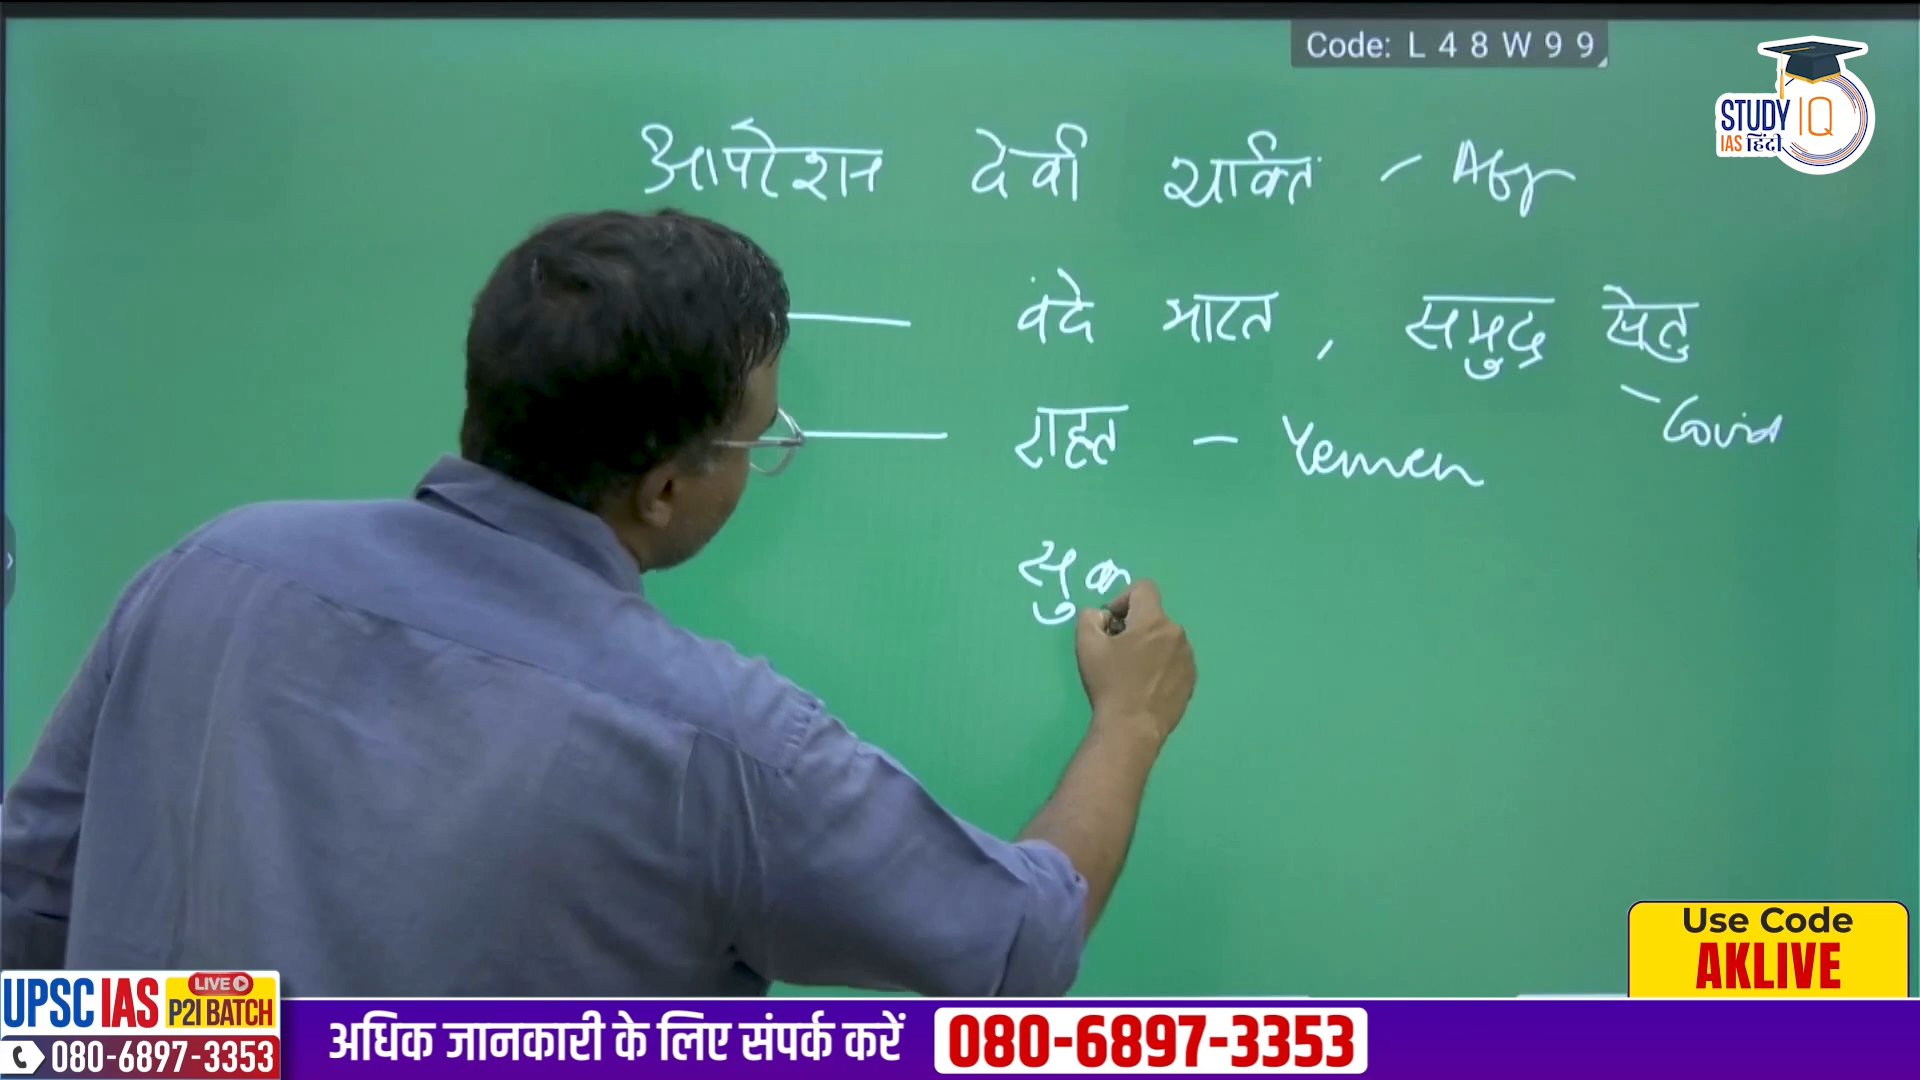 Code: L 4 8 W 9 9
STUDY IQ
IAS हिंदी
आपरेशन देवी शक्ति - Afg
वंदे भारत, समुद्र सेतु
- Covid
राहत - Yemen
सुक
Use Code
AKLIVE
UPSC IAS LIVE
P2I BATCH
080-6897-3353
अधिक जानकारी के लिए संपर्क करें 080-6897-3353